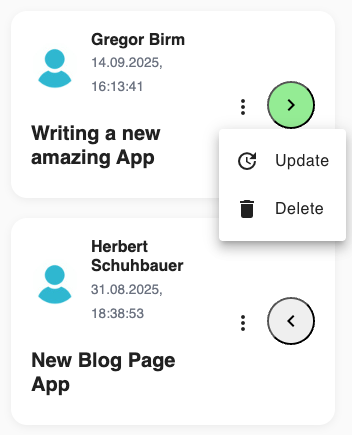 Gregor Birm
14.09.2025,
16:13:41
Writing a new
amazing App
Update
Delete
Herbert
Schuhbauer
31.08.2025,
18:38:53
New Blog Page
App